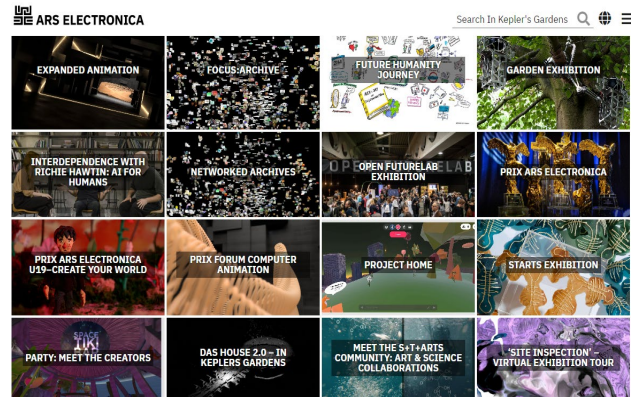 ARS ELECTRONICA
Search In Kepler's Gardens
EXPANDED ANIMATION
FOCUS:ARCHIVE
FUTURE HUMANITY
JOURNEY
GARDEN EXHIBITION
INTERDEPENDENCE WITH
RICHIE HAWTIN: AI FOR
HUMANS
NETWORKED ARCHIVES
OPEN FUTURELAB
OPEN FUTURELAB
EXHIBITION
PRIX ARS ELECTRONICA
PRIX ARS ELECTRONICA
U19–CREATE YOUR WORLD
PRIX FORUM COMPUTER
ANIMATION
PROJECT HOME
STARTS EXHIBITION
SPACE
PARTY: MEET THE CREATORS
DAS HOUSE 2.0 – IN
KEPLERS GARDENS
MEET THE S+T+ARTS
COMMUNITY: ART & SCIENCE
COLLABORATIONS
'SITE INSPECTION' –
VIRTUAL EXHIBITION TOUR